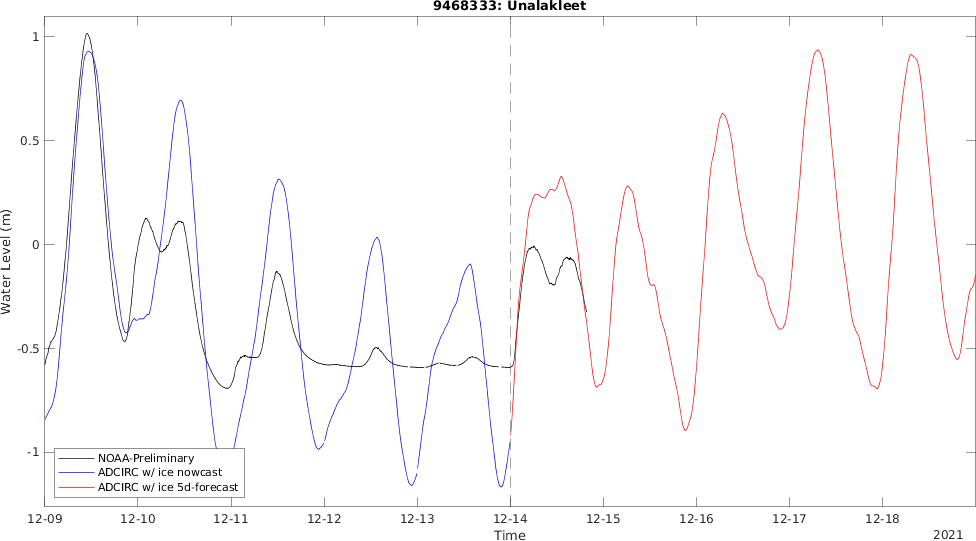 9468333: Unalakleet
Water Level (m)
1
0.5
0
-0.5
-1
NOAA-Preliminary
ADCIRC w/ ice nowcast
ADCIRC w/ ice 5d-forecast
12-09 12-10 12-11 12-12 12-13 12-14 12-15 12-16 12-17 12-18
Time
2021